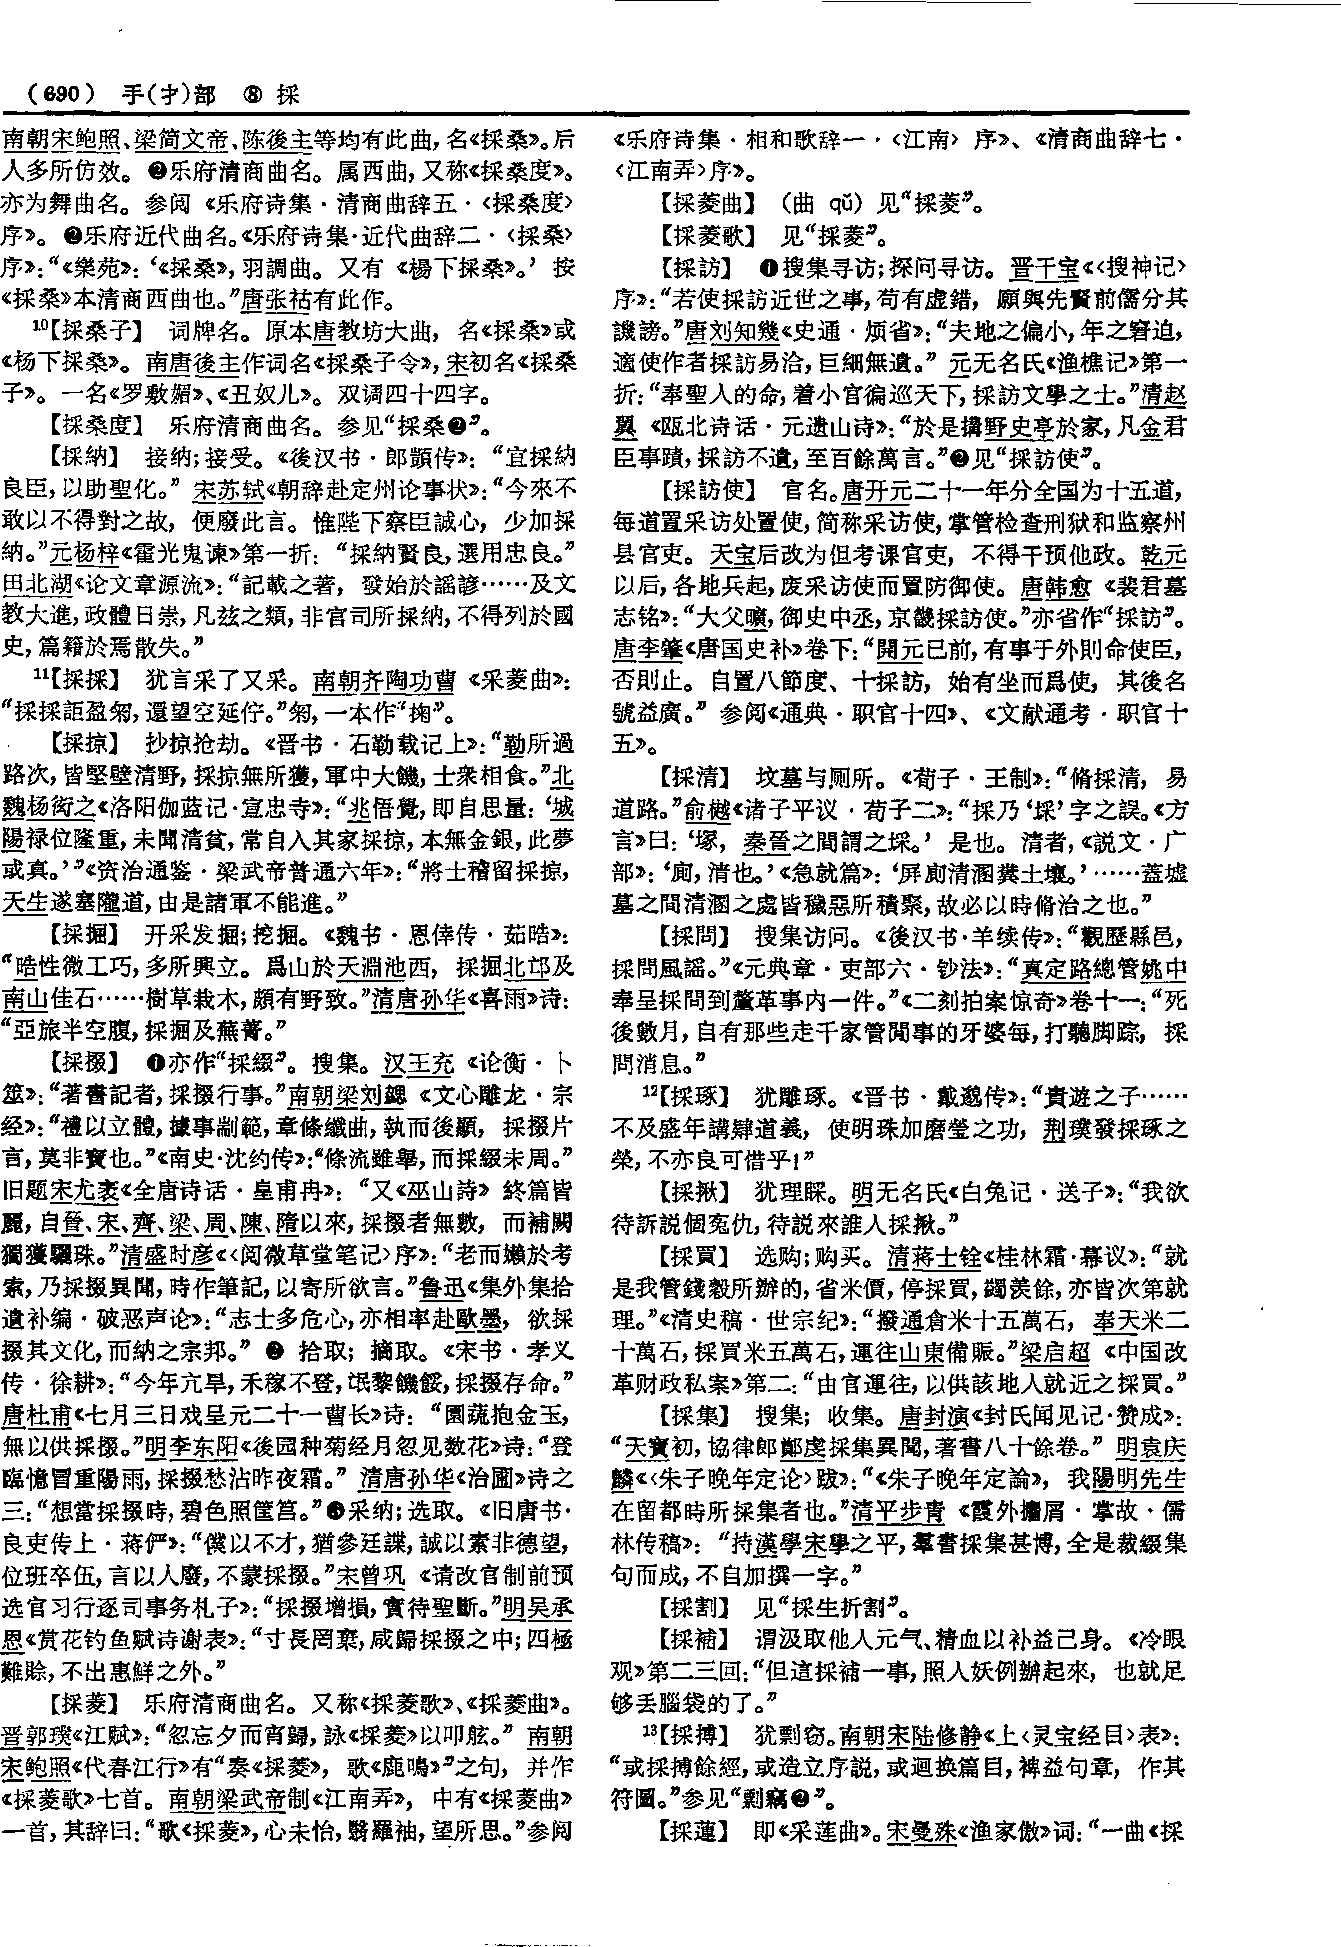 （690） 手(扌)部 ⑧ 採
南朝宋鲍照、梁简文帝、陈後主等均有此曲，名《採桑》。后
人多所仿效。❷乐府清商曲名。属西曲，又称《採桑度》。
亦为舞曲名。参阅《乐府诗集·清商曲辞五·〈採桑度〉
序》。❷乐府近代曲名。《乐府诗集·近代曲辞二·〈採桑〉
序》：“《樂苑》：‘《採桑》，羽調曲。又有《楊下採桑》。’按
《採桑》本清商西曲也。”唐张祜有此作。
10【採桑子】 词牌名。原本唐教坊大曲，名《採桑》或
《杨下採桑》。南唐後主作词名《採桑子令》，宋初名《採桑
子》。一名《罗敷媚》、《丑奴儿》。双调四十四字。
【採桑度】 乐府清商曲名。参见“採桑❷”。
【採納】 接纳；接受。《後汉书·郎顗传》：“宜採納
良臣，以助聖化。”宋苏轼《朝辞赴定州论事状》：“今來不
敢以不得對之故，便廢此言。惟陛下察臣誠心，少加採
納。”元杨梓《霍光鬼谏》第一折：“採納賢良，選用忠良。”
田北湖《论文章源流》：“記載之著，發始於謡諺……及文
教大進，政體日崇，凡兹之類，非官司所採納，不得列於國
史，篇籍於焉散失。”
11【採採】 犹言采了又采。南朝齐陶功曹《采菱曲》：
“採採詎盈匊，還望空延佇。”匊，一本作“掬”。
【採掠】 抄掠抢劫。《晋书·石勒载记上》：“勒所過
路次，皆堅壁清野，採掠無所獲，軍中大饑，士衆相食。”北
魏杨衒之《洛阳伽蓝记·宣忠寺》：“兆悟覺，即自思量：‘城
陽禄位隆重，未聞清貧，常自入其家採掠，本無金銀，此夢
或真。’”《资治通鉴·梁武帝普通六年》：“將士稽留採掠，
天生遂塞隴道，由是諸軍不能進。”
【採掘】 开采发掘；挖掘。《魏书·恩倖传·茹晧》：
“晧性微工巧，多所興立。爲山於天淵池西，採掘北邙及
南山佳石……樹草栽木，頗有野致。”清唐孙华《喜雨》诗：
“亞旅半空腹，採掘及蕪菁。”
【採掇】 ❶亦作“採綴”。搜集。汉王充《论衡·卜
筮》：“著書記者，採掇行事。”南朝梁刘勰《文心雕龙·宗
经》：“禮以立體，據事剬範，章條纖曲，執而後顯，採掇片
言，莫非寶也。”《南史·沈约传》：“條流雖舉，而採綴未周。”
旧题宋尤袤《全唐诗话·皇甫冉》：“又《巫山詩》終篇皆
麗，自晉、宋、齊、梁、周、陳、隋以來，採掇者無數，而補闕
獨獲驪珠。”清盛时彦《〈阅微草堂笔记〉序》：“老而嬾於考
索，乃採掇異聞，時作筆記，以寄所欲言。”鲁迅《集外集拾
遗补编·破恶声论》：“志士多危心，亦相率赴歐墨，欲採
掇其文化，而納之宗邦。”❷ 拾取；摘取。《宋书·孝义
传·徐耕》：“今年亢旱，禾稼不登，氓黎饑餒，採掇存命。”
唐杜甫《七月三日戏呈元二十一曹长》诗：“園蔬抱金玉，
無以供採掇。”明李东阳《後园种菊经月忽见数花》诗：“登
臨憶冒重陽雨，採掇愁沾昨夜霜。”清唐孙华《治圃》诗之
三：“想當採掇時，碧色照筐筥。”❸采纳；选取。《旧唐书·
良吏传上·蒋俨》：“僕以不才，猶參廷諜，誠以素非德望，
位班卒伍，言以人廢，不蒙採掇。”宋曾巩《请改官制前预
选官习行逐司事务札子》：“採掇增損，實待聖斷。”明吴承
恩《赏花钓鱼赋诗谢表》：“寸長罔棄，咸歸採掇之中；四極
難賒，不出惠鮮之外。”
【採菱】 乐府清商曲名。又称《採菱歌》、《採菱曲》。
晋郭璞《江赋》：“忽忘夕而宵歸，詠《採菱》以叩舷。”南朝
宋鲍照《代春江行》有“奏《採菱》，歌《鹿鳴》”之句，并作
《採菱歌》七首。南朝梁武帝制《江南弄》，中有《採菱曲》
一首，其辞曰：“歌《採菱》，心未怡，翳羅袖，望所思。”参阅
《乐府诗集·相和歌辞一·〈江南〉序》、《清商曲辞七·
〈江南弄〉序》。
【採菱曲】（曲 qǔ）见“採菱”。
【採菱歌】 见“採菱”。
【採訪】 ❶搜集寻访；探问寻访。晋干宝《〈搜神记〉
序》：“若使採訪近世之事，苟有虚錯，願與先賢前儒分其
譏謗。”唐刘知幾《史通·烦省》：“夫地之偏小，年之窘迫，
適使作者採訪易洽，巨細無遺。”元无名氏《渔樵记》第一
折：“奉聖人的命，着小官徧巡天下，採訪文學之士。”清赵
翼《瓯北诗话·元遗山诗》：“於是搆野史亭於家，凡金君
臣事蹟，採訪不遺，至百餘萬言。”❷见“採訪使”。
【採訪使】 官名。唐开元二十一年分全国为十五道，
每道置采访处置使，简称采访使，掌管检查刑狱和监察州
县官吏。天宝后改为但考课官吏，不得干预他政。乾元
以后，各地兵起，废采访使而置防御使。唐韩愈《裴君墓
志铭》：“大父曠，御史中丞，京畿採訪使。”亦省作“採訪”。
唐李肇《唐国史补》卷下：“開元已前，有事于外則命使臣，
否則止。自置八節度、十採訪，始有坐而爲使，其後名
號益廣。”参阅《通典·职官十四》、《文献通考·职官十
五》。
【採清】 坟墓与厕所。《荀子·王制》：“脩採清，易
道路。”俞樾《诸子平议·荀子二》：“採乃‘埰’字之誤。《方
言》曰：‘塚，秦晉之間謂之埰。’是也。清者，《説文·广
部》：‘廁，清也。’《急就篇》：‘屏廁清溷糞土壤。’……蓋墟
墓之間清溷之處皆穢惡所積聚，故必以時脩治之也。”
【採問】 搜集访问。《後汉书·羊续传》：“觀歷縣邑，
採問風謡。”《元典章·吏部六·钞法》：“真定路總管姚中
奉呈採問到釐革事内一件。”《二刻拍案惊奇》卷十一：“死
後數月，自有那些走千家管閒事的牙婆每，打聽脚踪，採
問消息。”
12【採琢】 犹雕琢。《晋书·戴邈传》：“貴遊之子……
不及盛年講肄道義，使明珠加磨瑩之功，荆璞發採琢之
榮，不亦良可惜乎！”
【採揪】 犹理睬。明无名氏《白兔记·送子》：“我欲
待訴説個冤仇，待説來誰人採揪。”
【採買】 选购；购买。清蒋士铨《桂林霜·幕议》：“就
是我管錢穀所辦的，省米價，停採買，蠲羨餘，亦皆次第就
理。”《清史稿·世宗纪》：“撥通倉米十五萬石，奉天米二
十萬石，採買米五萬石，運往山東備賑。”梁启超《中国改
革财政私案》第二：“由官運往，以供該地人就近之採買。”
【採集】 搜集；收集。唐封演《封氏闻见记·赞成》：
“天寶初，協律郎鄭虔採集異聞，著書八十餘卷。”明袁庆
麟《〈朱子晚年定论〉跋》：“《朱子晚年定論》，我陽明先生
在留都時所採集者也。”清平步青《霞外攟屑·掌故·儒
林传稿》：“持漢學宋學之平，羣書採集甚博，全是裁綴集
句而成，不自加撰一字。”
【採割】 见“採生折割”。
【採補】 谓汲取他人元气、精血以补益己身。《冷眼
观》第二三回：“但這採補一事，照人妖例辦起來，也就足
够丢腦袋的了。”
13【採搏】 犹剽窃。南朝宋陆修静《上〈灵宝经目〉表》：
“或採搏餘經，或造立序説，或迴换篇目，裨益句章，作其
符圖。”参见“剽竊❷”。
【採蓮】 即《采莲曲》。宋晏殊《渔家傲》词：“一曲《採